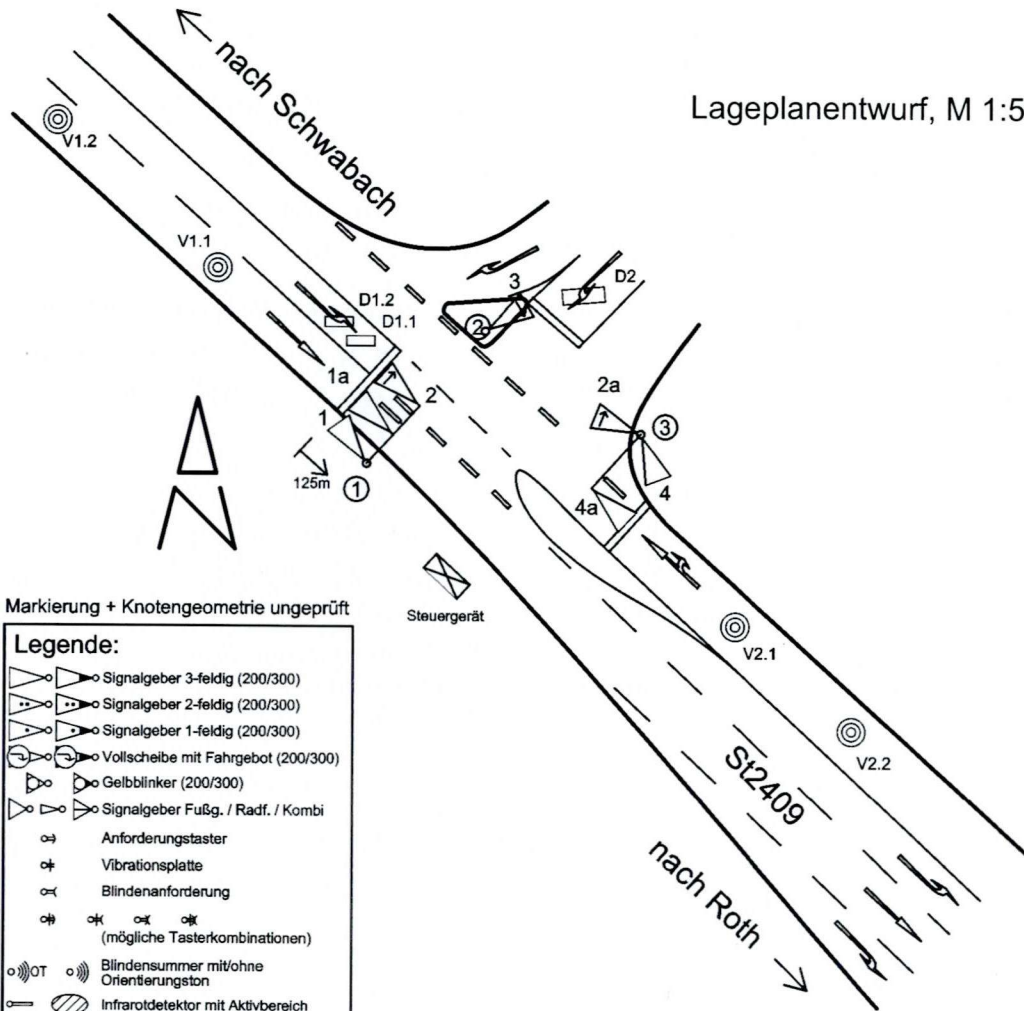 nach Schwabach
Lageplanentwurf, M 1:5
V1.2
V1.1
D1.2
D1.1
3
D2
2
1a
2
1
125m
1
2a
3
4
4a
Steuergerät
V2.1
V2.2
St2409
nach Roth
Markierung + Knotengeometrie ungeprüft
Legende:
Signalgeber 3-feldig (200/300)
Signalgeber 2-feldig (200/300)
Signalgeber 1-feldig (200/300)
Vollscheibe mit Fahrgebot (200/300)
Gelbblinker (200/300)
Signalgeber Fußg. / Radf. / Kombi
Anforderungstaster
Vibrationsplatte
Blindenanforderung
(mögliche Tasterkombinationen)
OT Blindensummer mit/ohne
Orientierungston
Infrarotdetektor mit Aktivbereich